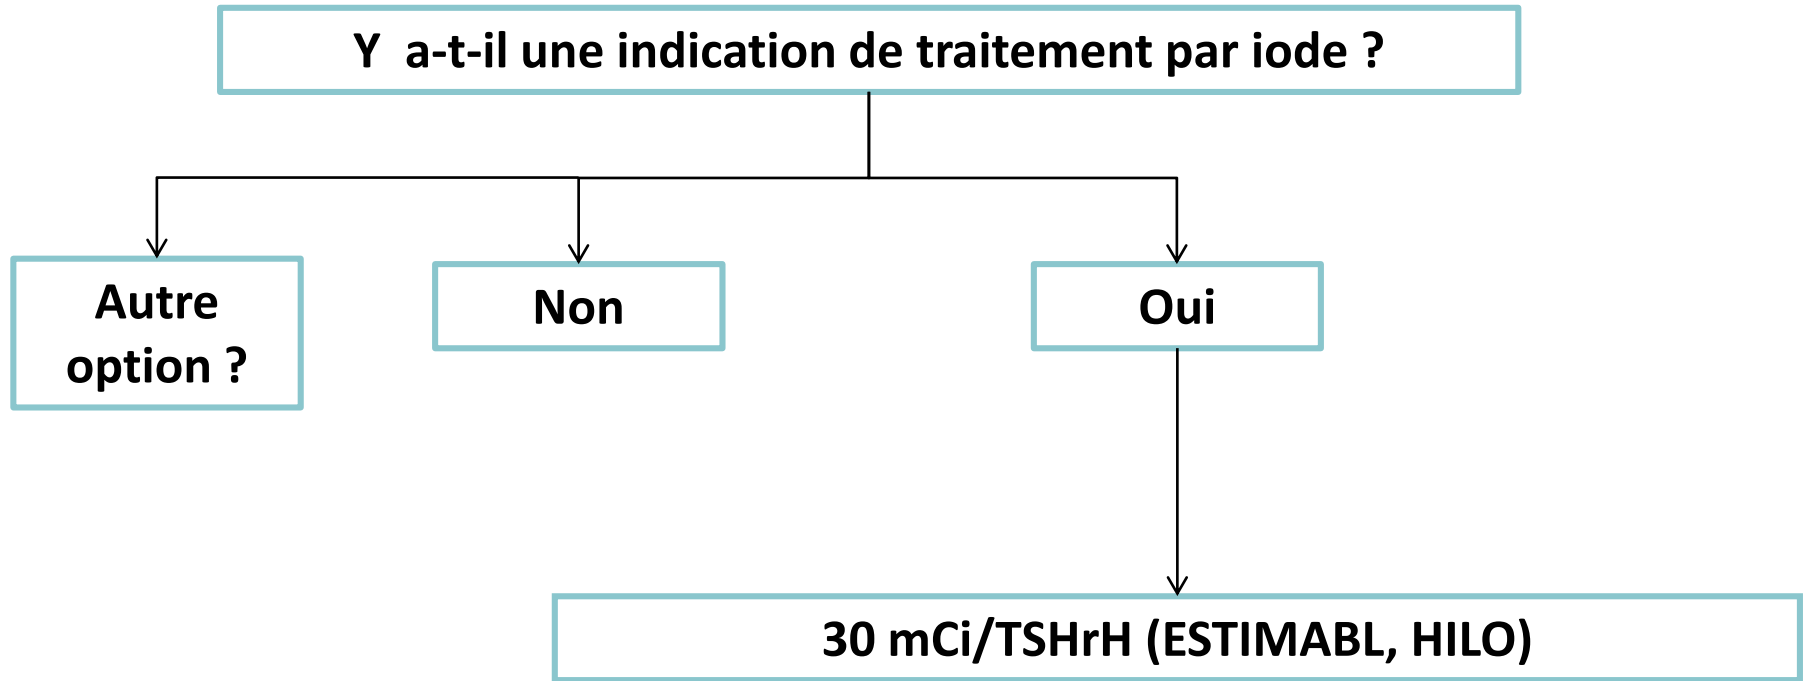 Y a-t-il une indication de traitement par iode ?
Autre
option ?
Non
Oui
30 mCi/TSHrH (ESTIMABL, HILO)